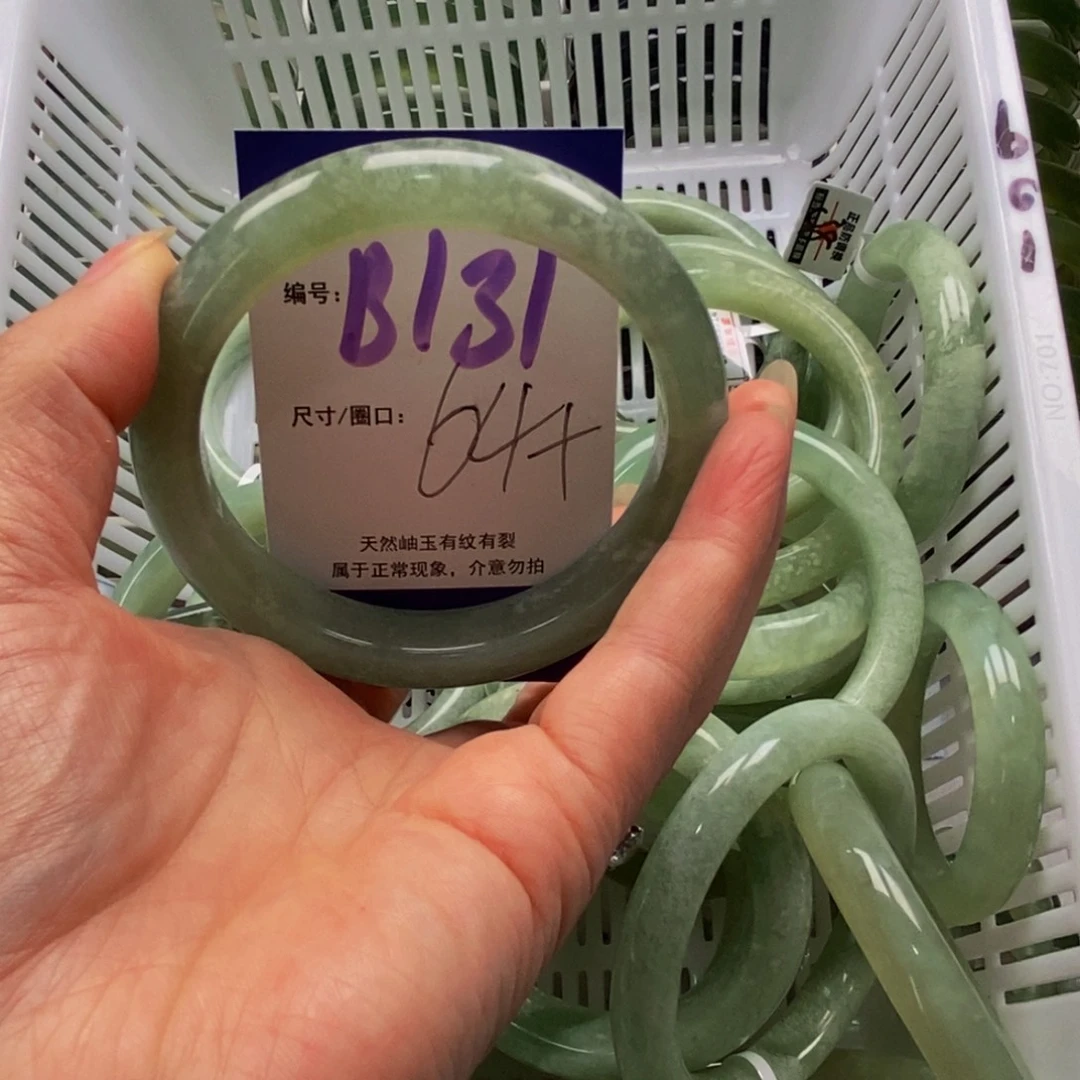 编号: B131
尺寸/圈口: 64+
天然岫玉有纹有裂
属于正常现象，介意勿拍
NO:01